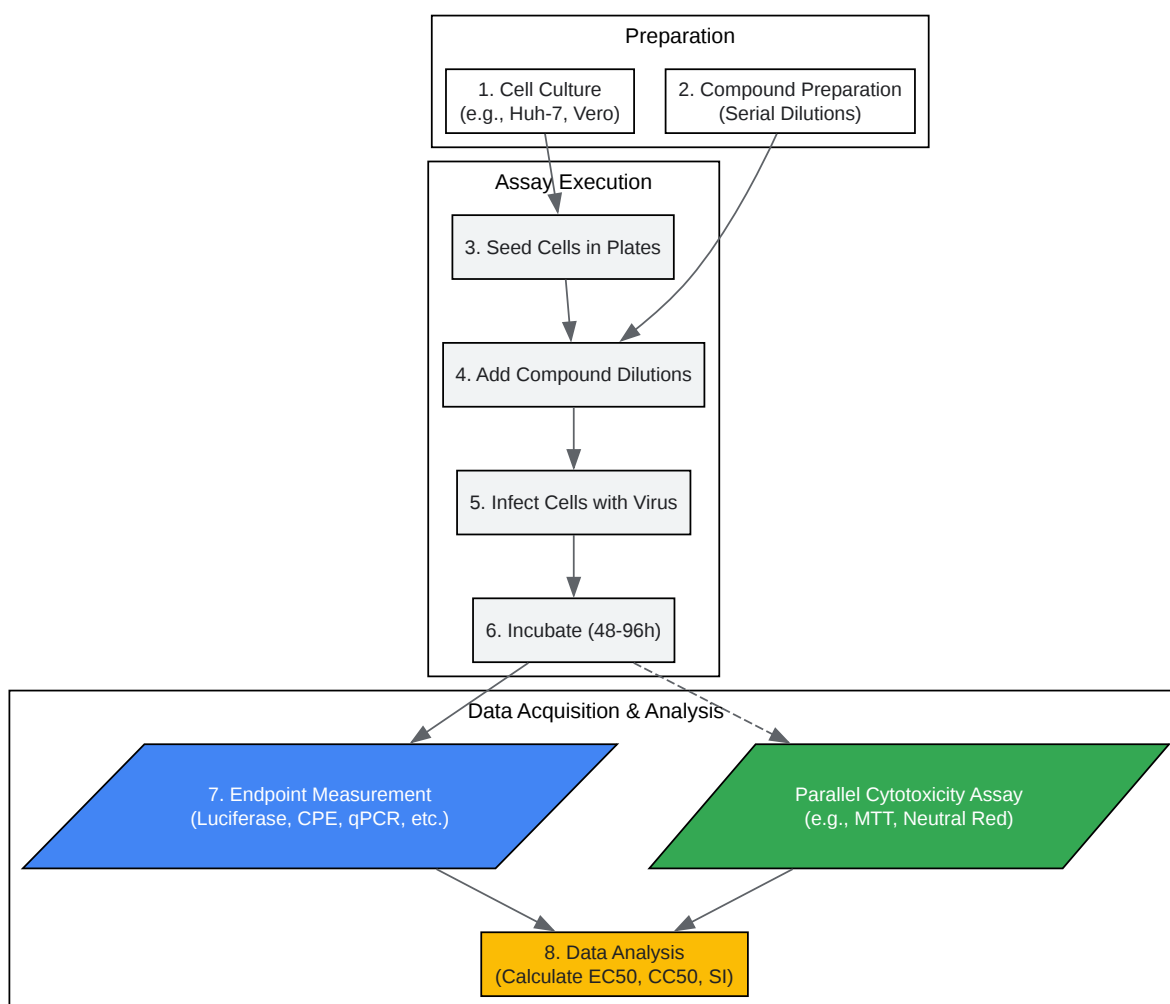 Preparation
1. Cell Culture
(e.g., Huh-7, Vero)
2. Compound Preparation
(Serial Dilutions)
Assay Execution
3. Seed Cells in Plates
4. Add Compound Dilutions
5. Infect Cells with Virus
6. Incubate (48-96h)
Data Acquisition & Analysis
7. Endpoint Measurement
(Luciferase, CPE, qPCR, etc.)
Parallel Cytotoxicity Assay
(e.g., MTT, Neutral Red)
8. Data Analysis
(Calculate EC50, CC50, SI)